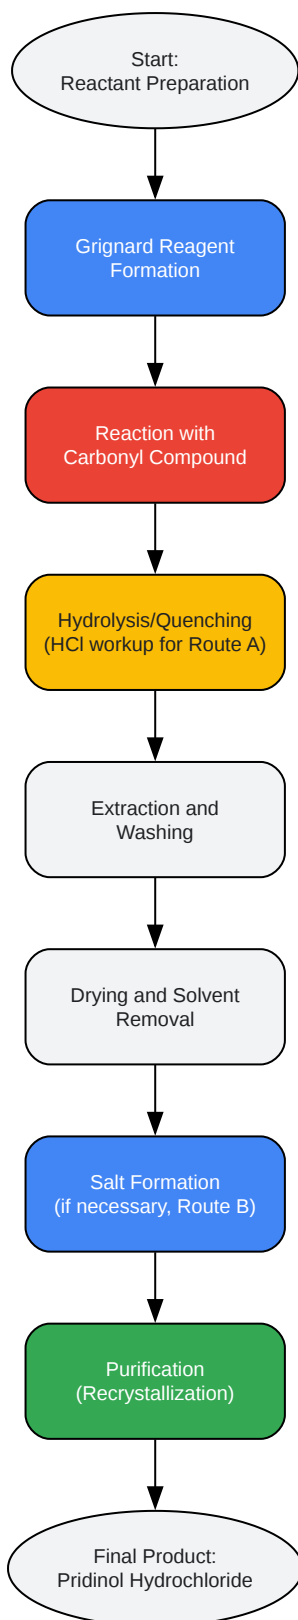 Start:
Reactant Preparation
Grignard Reagent
Formation
Reaction with
Carbonyl Compound
Hydrolysis/Quenching
(HCl workup for Route A)
Extraction and
Washing
Drying and Solvent
Removal
Salt Formation
(if necessary, Route B)
Purification
(Recrystallization)
Final Product:
Pridinol Hydrochloride